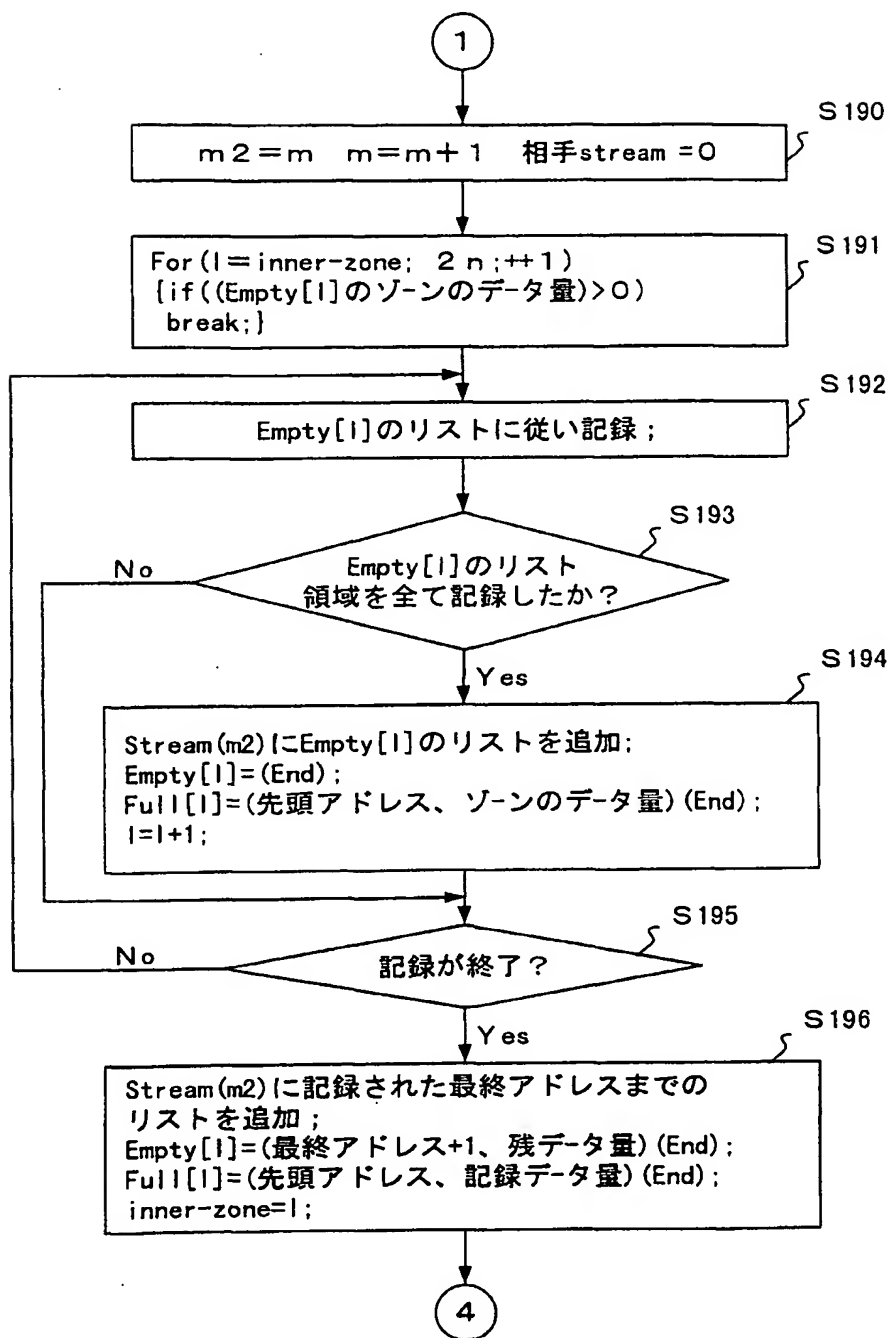 1
S190
m2=m m=m+1 相手stream =0
S191
For(l=inner-zone; 2n;++l)
{if((Empty[l]のゾーンのデータ量)>0)
break;}
S192
Empty[l]のリストに従い記録;
S193
No
Empty[l]のリスト
領域を全て記録したか?
Yes
S194
Stream(m2)にEmpty[l]のリストを追加;
Empty[l]=(End);
Full[l]=(先頭アドレス、ゾーンのデータ量)(End);
l=l+1;
S195
No
記録が終了?
Yes
S196
Stream(m2)に記録された最終アドレスまでの
リストを追加;
Empty[l]=(最終アドレス+1、残データ量)(End);
Full[l]=(先頭アドレス、記録データ量)(End);
inner-zone=l;
4